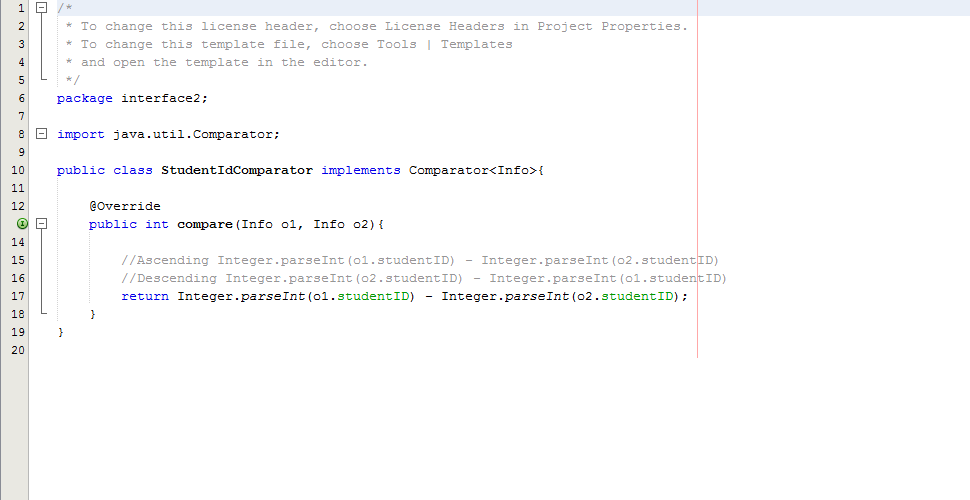 1 /*
2 * To change this license header, choose License Headers in Project Properties.
3 * To change this template file, choose Tools | Templates
4 * and open the template in the editor.
5 */
6 package interface2;
7
8 import java.util.Comparator;
9
10 public class StudentIdComparator implements Comparator<Info>{
11
12 @Override
public int compare(Info o1, Info o2){
14
15 //Ascending Integer.parseInt(o1.studentID) - Integer.parseInt(o2.studentID)
16 //Descending Integer.parseInt(o2.studentID) - Integer.parseInt(o1.studentID)
17 return Integer.parseInt(o1.studentID) - Integer.parseInt(o2.studentID);
18 }
19 }
20